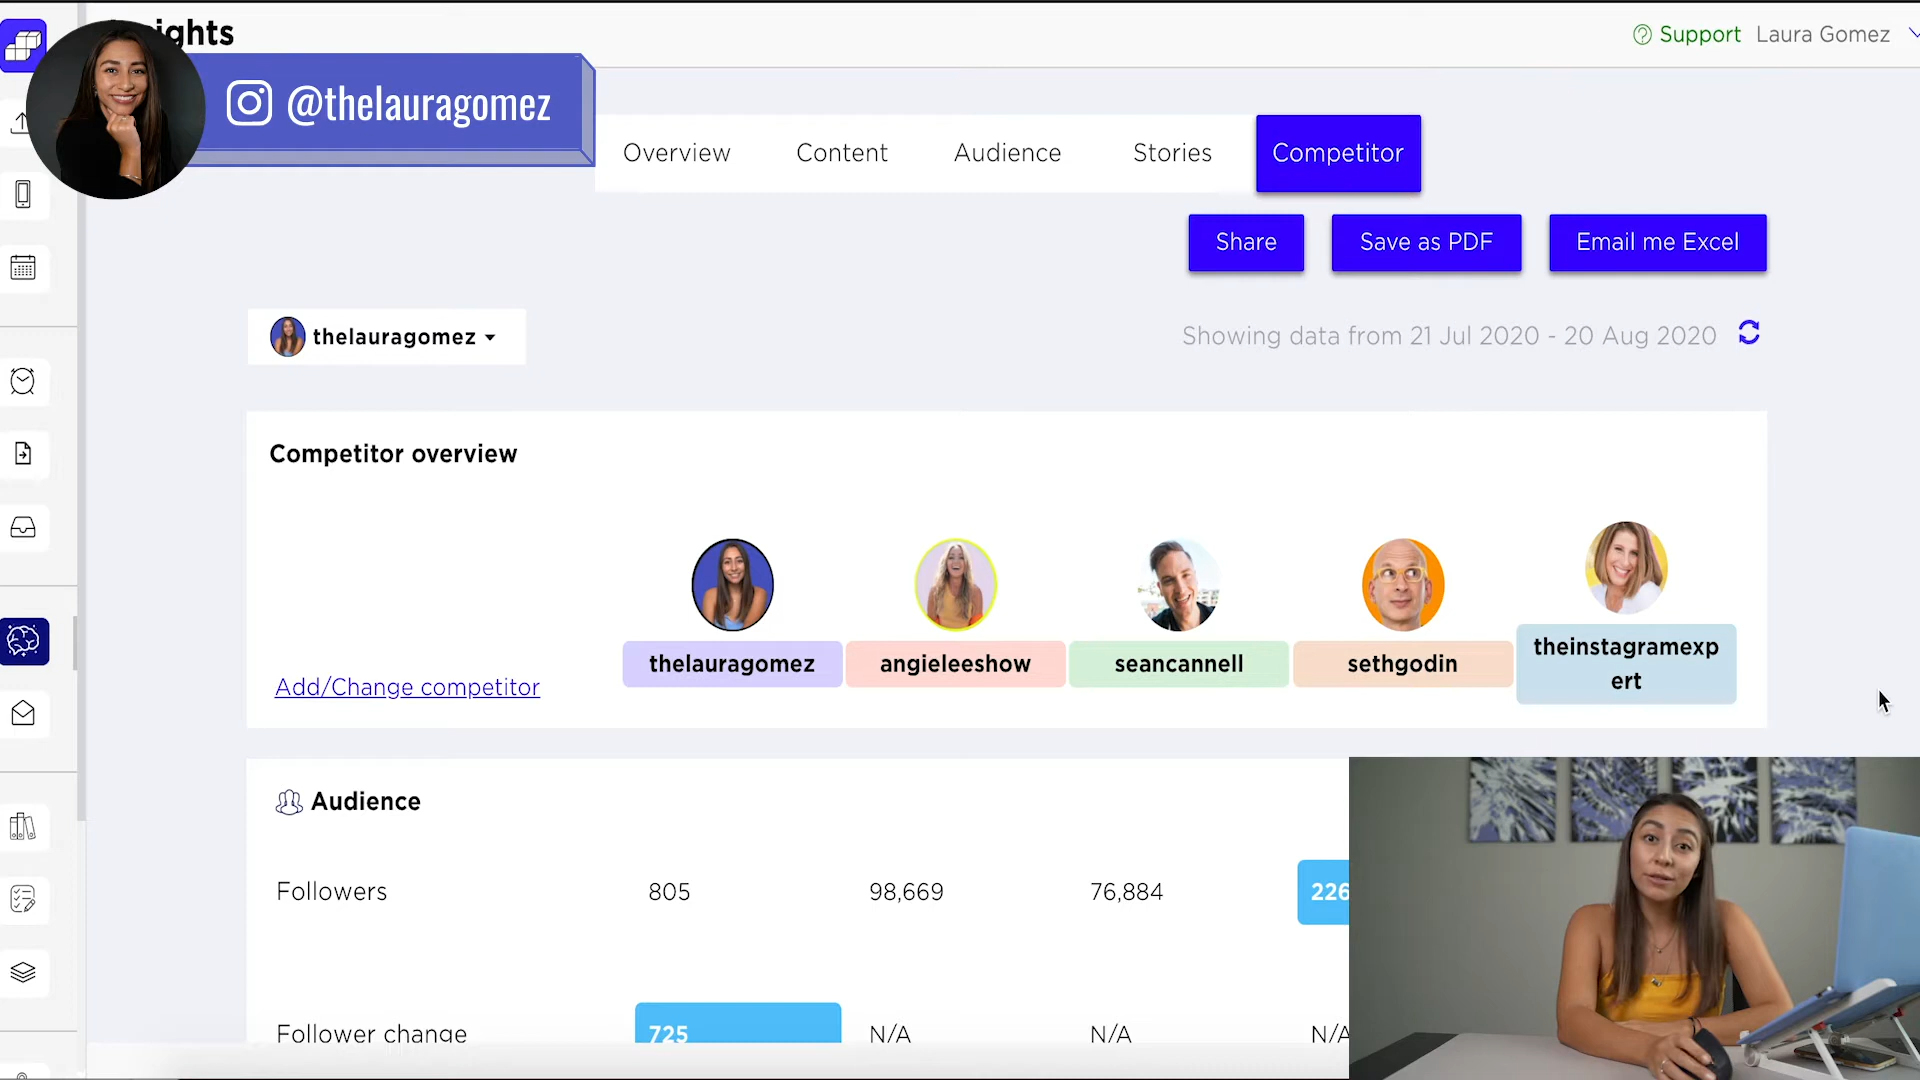 ights
Support Laura Gomez
@thelauragomez
Overview Content Audience Stories Competitor
Share Save as PDF Email me Excel
thelauragomez
Showing data from 21 Jul 2020 - 20 Aug 2020
Competitor overview
Add/Change competitor
thelauragomez angieleeshow seancannell sethgodin theinstagramexp
ert
Audience
Followers 805 98,669 76,884 226
Follower change 725 N/A N/A N/A